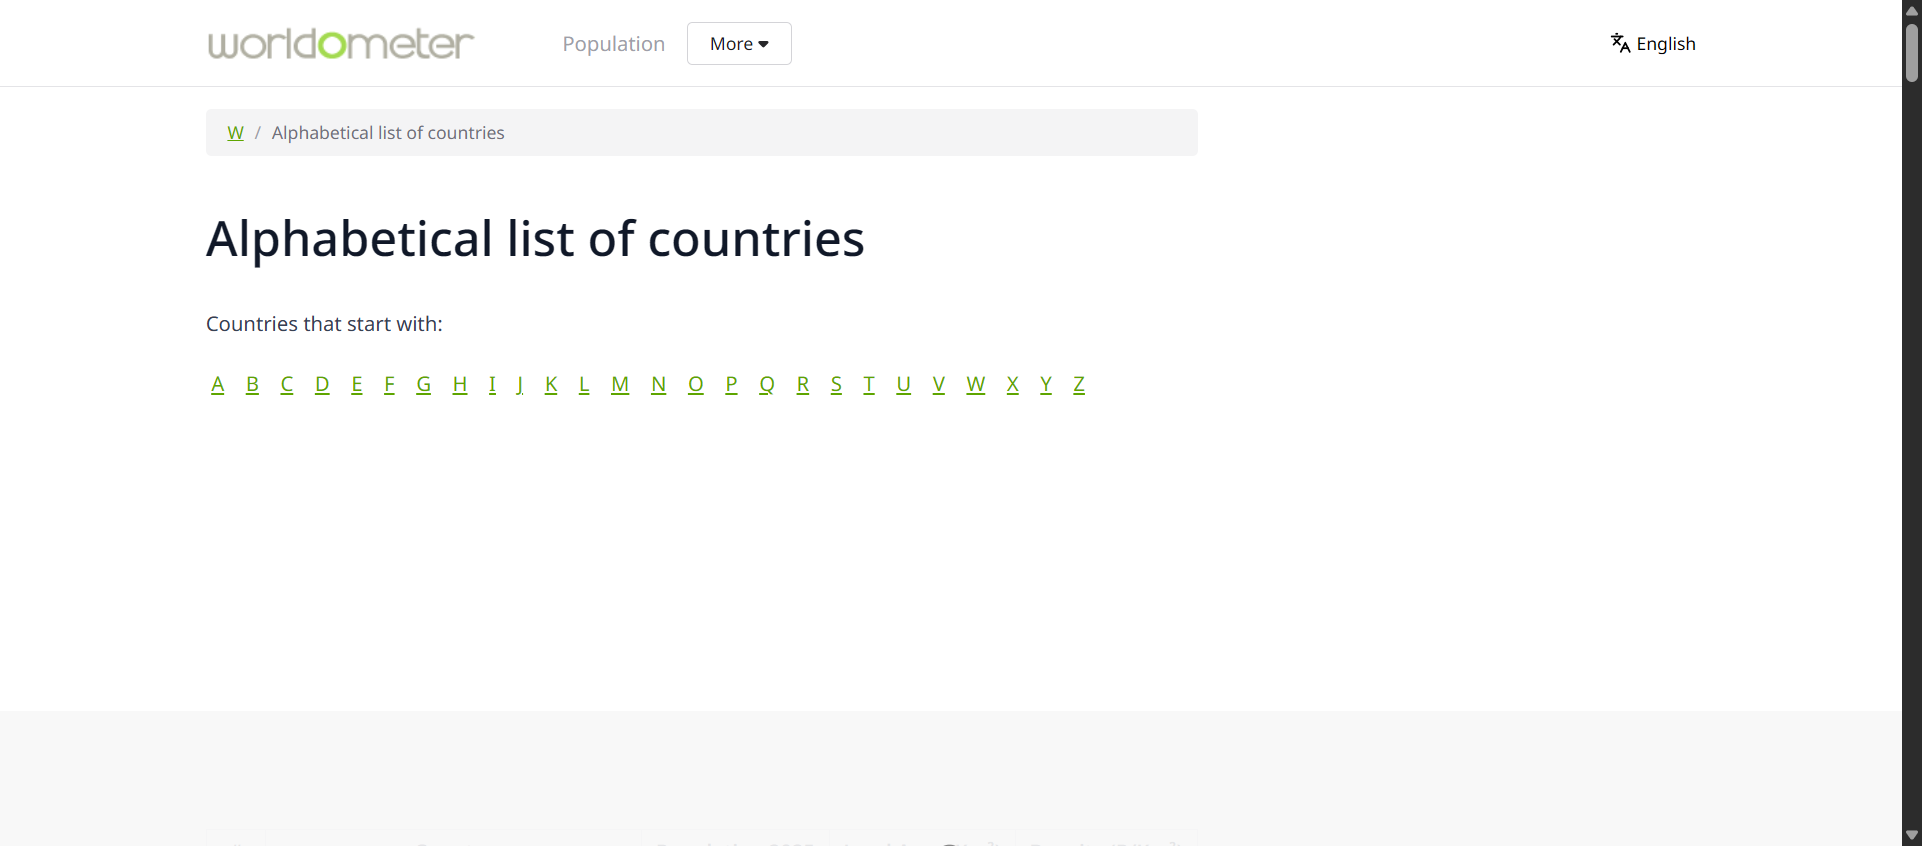 worldometer Population More English
W / Alphabetical list of countries
Alphabetical list of countries
Countries that start with:
A B C D E F G H I J K L M N O P Q R S T U V W X Y Z